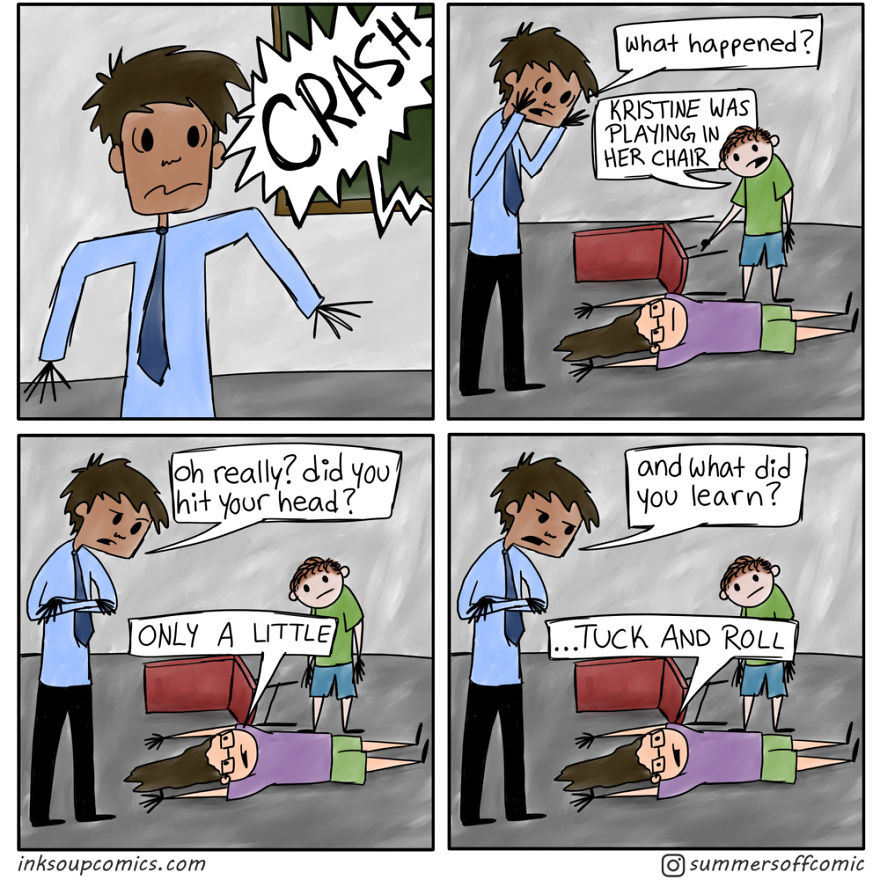 CRASH
what happened?
KRISTINE WAS
PLAYING IN
HER CHAIR
oh really? did you
hit your head?
ONLY A LITTLE
and what did
you learn?
...TUCK AND ROLL
inksoupcomics.com
summersoffcomic